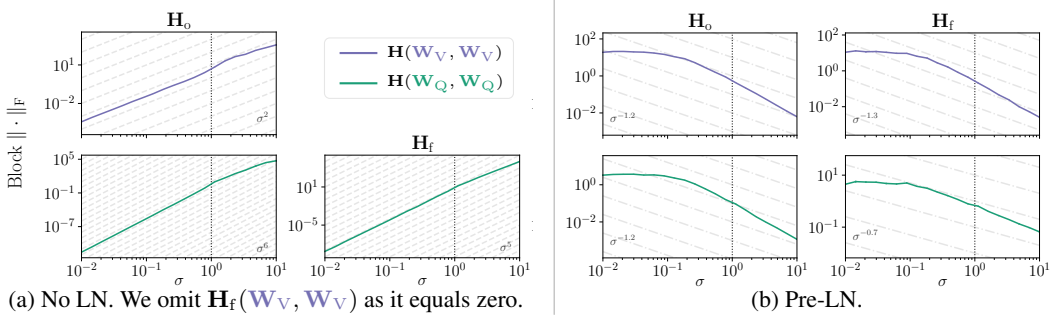 H_o
H(W_V, W_V)
H(W_Q, W_Q)
Block ‖ · ‖_F
10^1
10^−2
σ^2
H_f
10^5
10^−1
10^−7
σ^6
10^−2 10^−1 10^0 10^1
σ
10^1
10^−5
σ^5
10^−2 10^−1 10^0 10^1
σ
(a) No LN. We omit H_f(W_V, W_V) as it equals zero.
H_o
H_f
10^2
10^0
10^−2
σ^−1.2
10^2
10^0
10^−2
σ^−1.3
10^0
10^−2
σ^−1.2
10^−2 10^−1 10^0 10^1
σ
10^1
10^−1
σ^−0.7
10^−2 10^−1 10^0 10^1
σ
(b) Pre-LN.